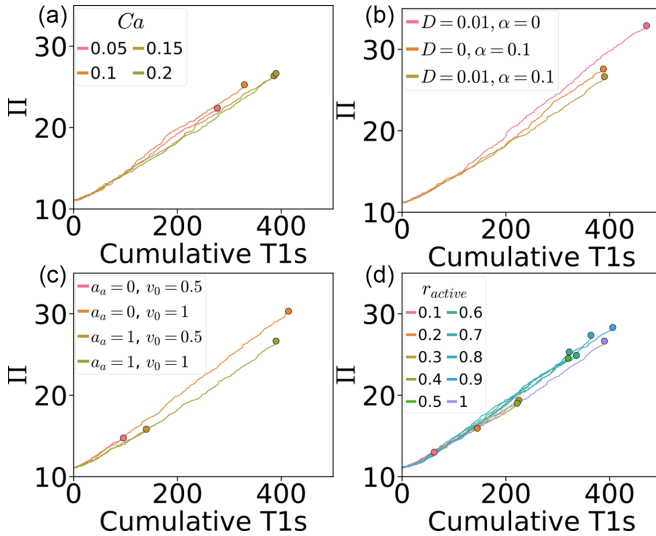 (a)
Ca
0.05 0.15
0.1 0.2
30
20
10
Π
0 200 400
Cumulative T1s
(b)
D = 0.01, α = 0
D = 0, α = 0.1
D = 0.01, α = 0.1
30
20
10
Π
0 200 400
Cumulative T1s
(c)
a_a = 0, v_0 = 0.5
a_a = 0, v_0 = 1
a_a = 1, v_0 = 0.5
a_a = 1, v_0 = 1
30
20
10
Π
0 200 400
Cumulative T1s
(d)
r_active
0.1 0.6
0.2 0.7
0.3 0.8
0.4 0.9
0.5 1
30
20
10
Π
0 200 400
Cumulative T1s